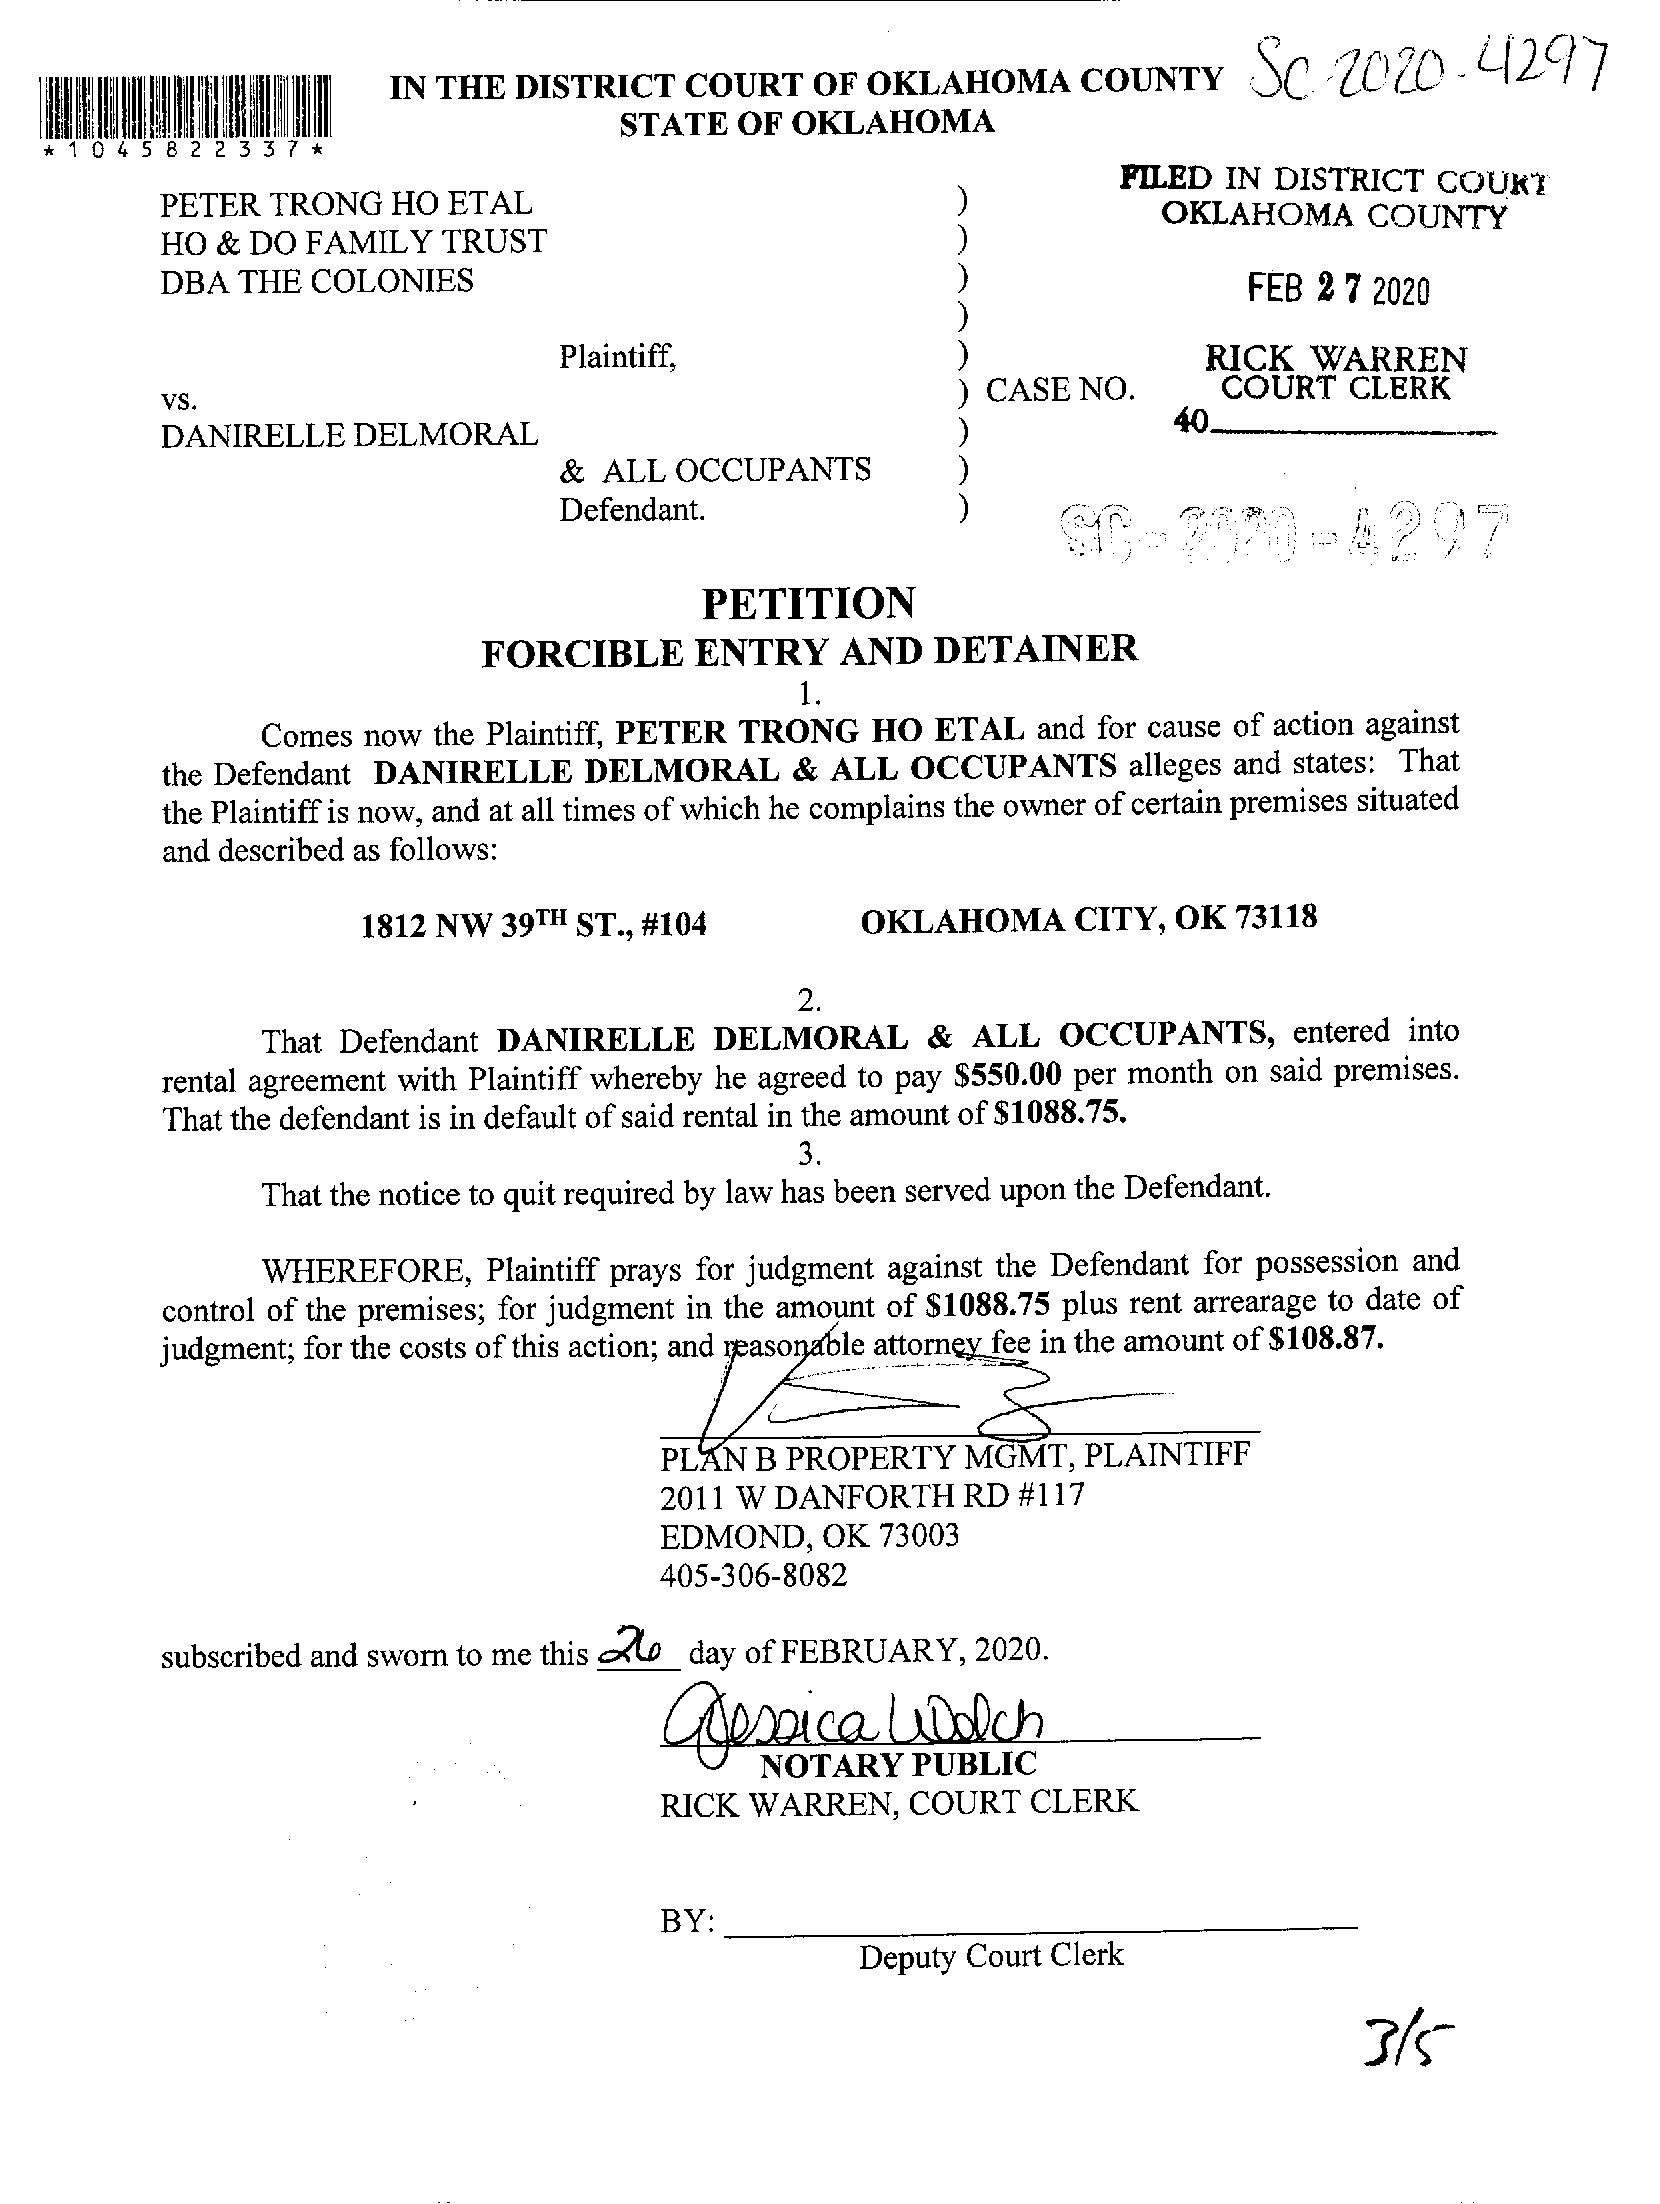 IN THE DISTRICT COURT OF OKLAHOMA COUNTY SC-2020-4297
STATE OF OKLAHOMA
*1045822337*
FILED IN DISTRICT COURT
OKLAHOMA COUNTY
FEB 27 2020
RICK WARREN
COURT CLERK
40
PETER TRONG HO ETAL )
HO & DO FAMILY TRUST )
DBA THE COLONIES )
)
Plaintiff, )
vs. ) CASE NO.
DANIRELLE DELMORAL )
& ALL OCCUPANTS )
Defendant. )
SC-2020-4297
PETITION
FORCIBLE ENTRY AND DETAINER
1.
Comes now the Plaintiff, PETER TRONG HO ETAL and for cause of action against
the Defendant DANIRELLE DELMORAL & ALL OCCUPANTS alleges and states: That
the Plaintiff is now, and at all times of which he complains the owner of certain premises situated
and described as follows:
1812 NW 39TH ST., #104 OKLAHOMA CITY, OK 73118
2.
That Defendant DANIRELLE DELMORAL & ALL OCCUPANTS, entered into
rental agreement with Plaintiff whereby he agreed to pay $550.00 per month on said premises.
That the defendant is in default of said rental in the amount of $1088.75.
3.
That the notice to quit required by law has been served upon the Defendant.
WHEREFORE, Plaintiff prays for judgment against the Defendant for possession and
control of the premises; for judgment in the amount of $1088.75 plus rent arrearage to date of
judgment; for the costs of this action; and reasonable attorney fee in the amount of $108.87.
PLAN B PROPERTY MGMT, PLAINTIFF
2011 W DANFORTH RD #117
EDMOND, OK 73003
405-306-8082
subscribed and sworn to me this 26 day of FEBRUARY, 2020.
Jessica Welch
NOTARY PUBLIC
RICK WARREN, COURT CLERK
BY:
Deputy Court Clerk
3/5